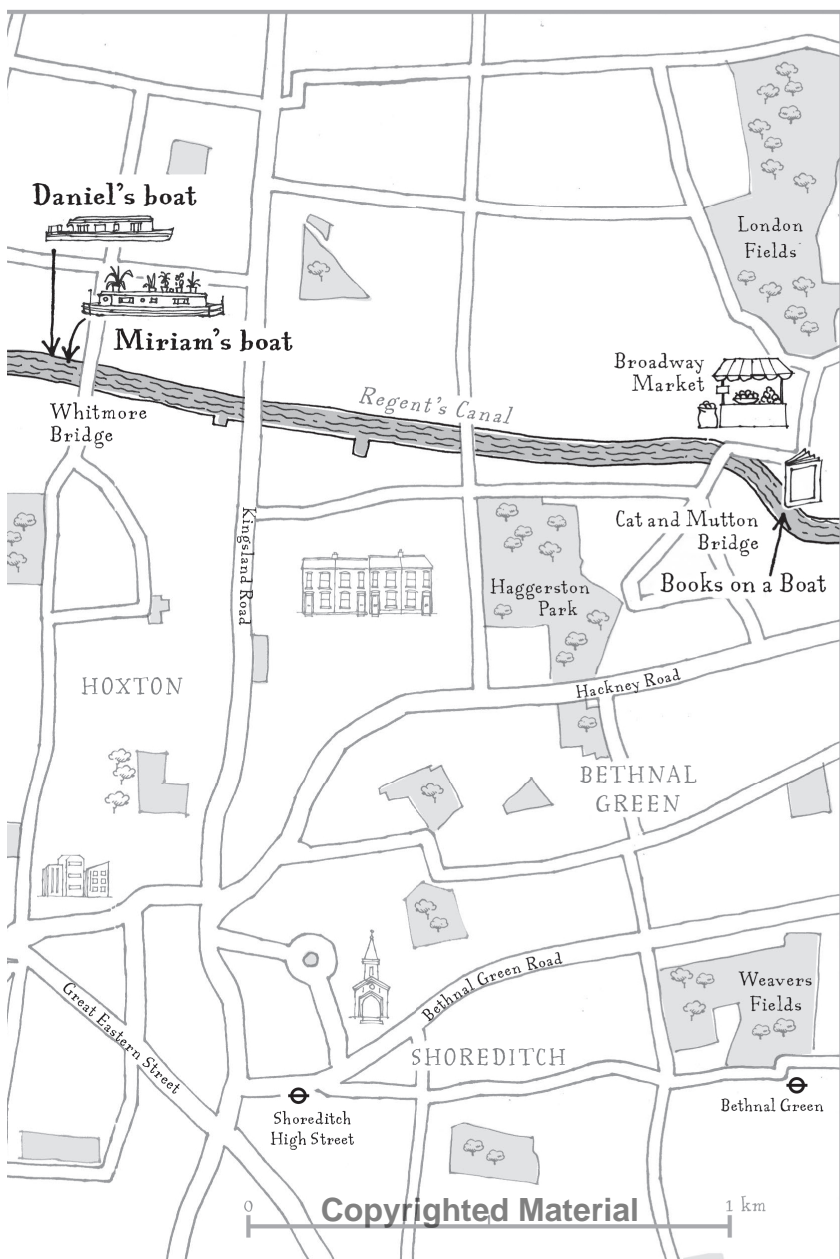 Daniel's boat
Miriam's boat
London
Fields
Broadway
Market
Regent's Canal
Whitmore
Bridge
Kingsland Road
Cat and Mutton
Bridge
Books on a Boat
Haggerston
Park
HOXTON
Hackney Road
BETHNAL
GREEN
Great Eastern Street
Bethnal Green Road
Weavers
Fields
SHOREDITCH
Shoreditch
High Street
Bethnal Green
0
1 km
Copyrighted Material